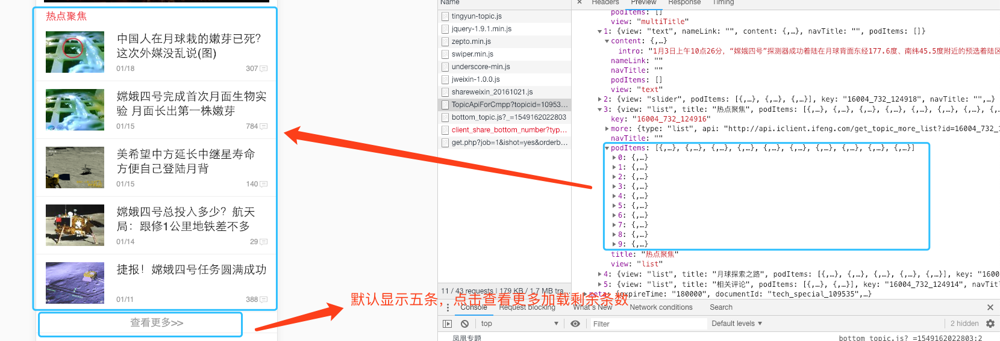 热点聚焦
中国人在月球栽的嫩芽已死?
这次外媒没乱说(图)
01/18
307
嫦娥四号完成首次月面生物实
验 月面长出第一株嫩芽
01/15
784
美希望中方延长中继星寿命
方便自己登陆月背
01/15
140
嫦娥四号总投入多少？航天
局：跟修1公里地铁差不多
01/14
29
捷报！嫦娥四号任务圆满成功
01/11
388
查看更多>>
默认显示五条，点击查看更多加载剩余条数
Name
tingyun-topic.js
jquery-1.9.1.min.js
zepto.min.js
swiper.min.js
underscore-min.js
jweixin-1.0.0.js
shareweixin_20161021.js
TopicApiForCmpp?topicid=10953...
bottom_topic.js?_=1549162022803
client_share_bottom_number?typ...
get.php?job=1&ishot=yes&orderb...
11 / 43 requests | 179 KB / 1.7 MB tra...
× Headers Preview Response Timing
podItems: []
view: "multiTitle"
1: {view: "text", nameLink: "", content: {,…}, navTitle: "", podItems: []}
content: {,…}
intro: "1月3日上午10点26分，“嫦娥四号”探测器成功着陆在月球背面东经177.6度、南纬45.5度附近的预选着陆区
nameLink: ""
navTitle: ""
podItems: []
view: "text"
2: {view: "slider", podItems: [{,…}, {,…}, {,…}], key: "16004_732_124918", navTitle: "",…}
3: {view: "list", title: "热点聚焦", podItems: [{,…}, {,…}, {,…}, {,…}, {,…}, {,…}, {,…}, {,
key: "16004_732_124916"
more: {type: "list", api: "http://api.iclient.ifeng.com/get_topic_more_list?id=16004_732_1
navTitle: ""
podItems: [{,…}, {,…}, {,…}, {,…}, {,…}, {,…}, {,…}, {,…}, {,…}, {,…}]
0: {,…}
1: {,…}
2: {,…}
3: {,…}
4: {,…}
5: {,…}
6: {,…}
7: {,…}
8: {,…}
9: {,…}
title: "热点聚焦"
view: "list"
4: {view: "list", title: "月球探索之路", podItems: [{,…}, {,…}, {,…}, {,…}, {,…}], key: "1600
5: {view: "list", title: "相关评论", podItems: [{,…}, {,…}], key: "16004_732_124914", navTitl
meta: {expireTime: "180000", documentId: "tech_special_109535",…}
Console Request blocking What's New Network conditions Search
top Filter Default levels 2 hidden
凤凰专题
bottom_topic.js?_=1549162022803:2